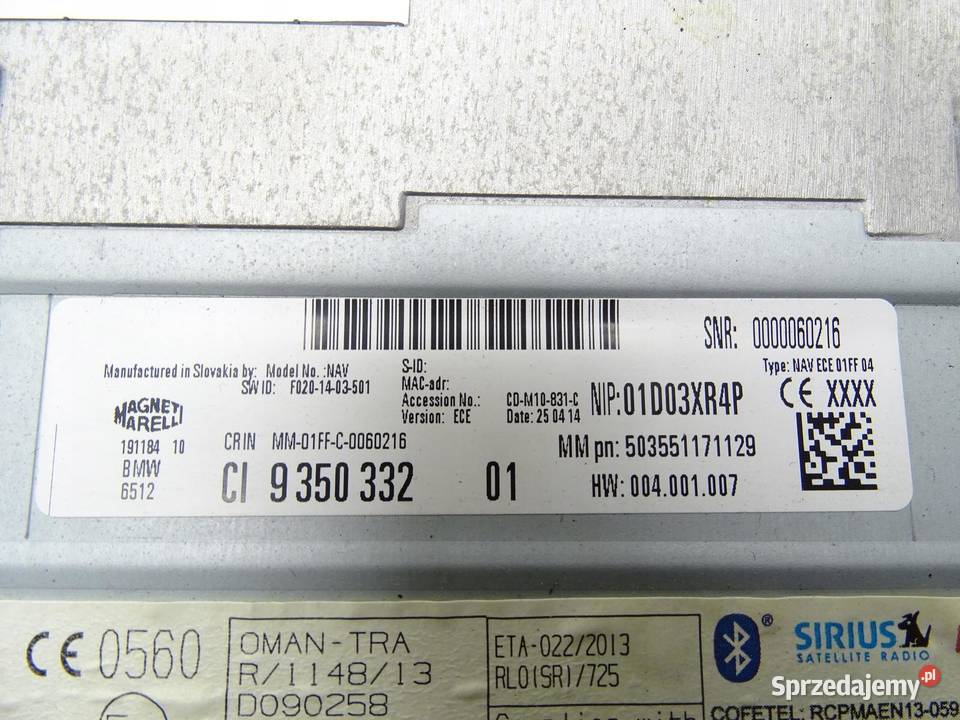 SNR: 0000060216
Manufactured in Slovakia by: Model No.:NAV
SW ID: F020-14-03-501
S-ID:
MAC-adr:
Accession No.: CD-M10-831-C
Version: ECE Date: 25 04 14
Type: NAV ECE 01FF 04
NIP:01D03XR4P
CE XXXX
MAGNETI
MARELLI
191184 10
BMW
6512
CRIN MM-01FF-C-0060216
CI 9 350 332 01
MM pn: 503551171129
HW: 004.001.007
CE 0560
OMAN-TRA
R/1148/13
D090258
ETA-022/2013
RLO1SR1/725
®
SIRIUS
SATELLITE RADIO
COFETEL: RCPMAEN13-059
Sprzedajemy.pl